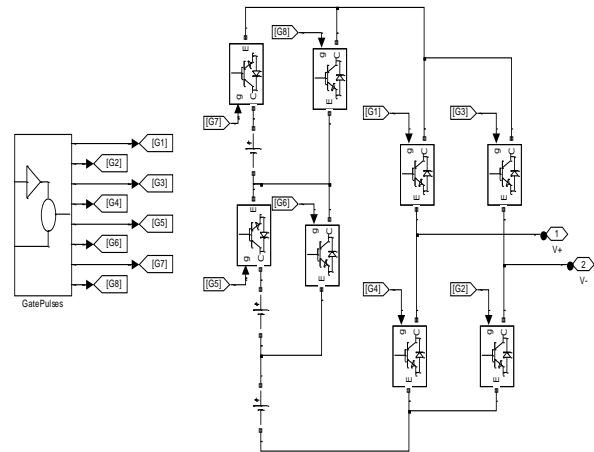 [G8]
E
g
C
g
C
E
[G7]
[G1]
[G3]
g
C
E
g
C
E
[G1]
[G2]
[G3]
[G4]
[G5]
[G6]
[G7]
[G8]
GatePulses
[G6]
E
g
C
g
C
E
[G5]
1
V+
2
V-
[G4]
[G2]
g
C
E
g
C
E